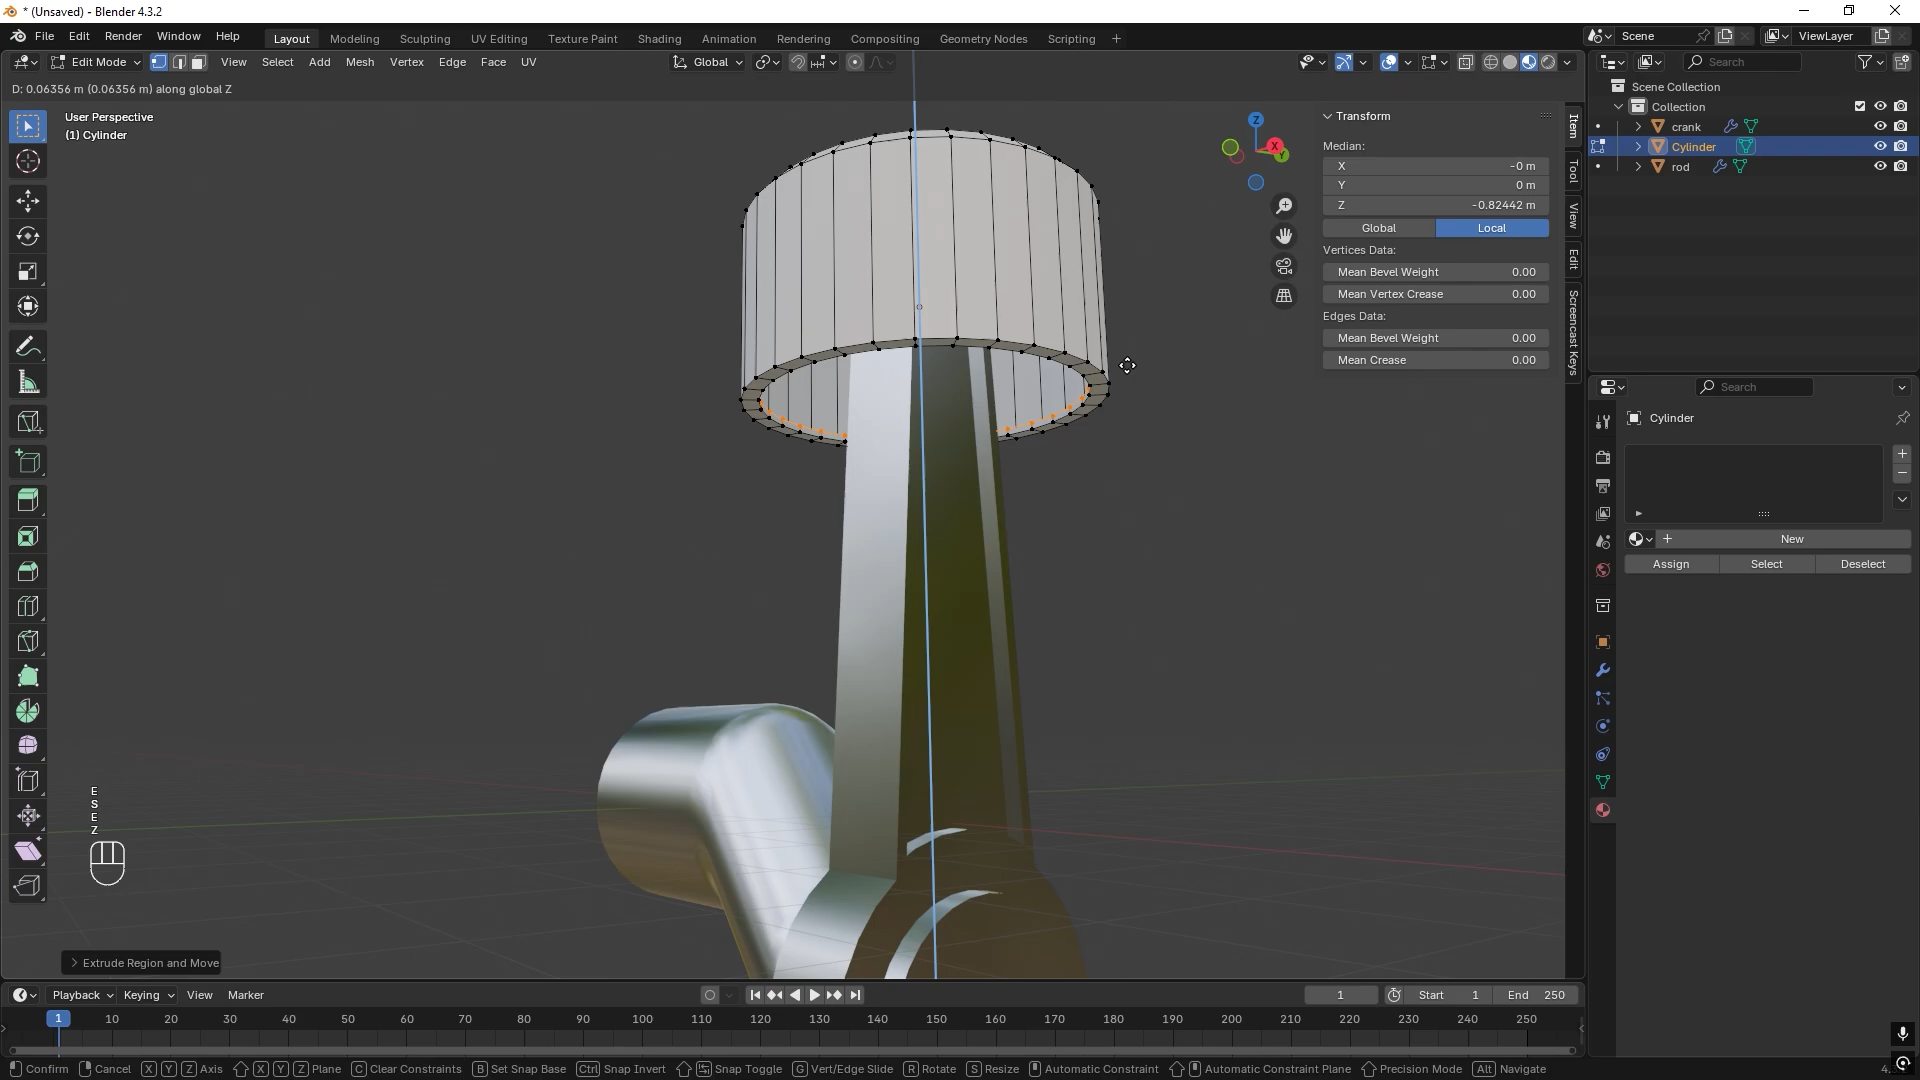 * (Unsaved) - Blender 4.3.2
File Edit Render Window Help
Layout Modeling Sculpting UV Editing Texture Paint Shading Animation Rendering Compositing Geometry Nodes Scripting +
Scene
ViewLayer
Edit Mode View Select Add Mesh Vertex Edge Face UV
Global
Search
D: 0.06356 m (0.06356 m) along global Z
User Perspective
(1) Cylinder
Scene Collection
Collection
crank
Cylinder
rod
Z
X
Y
Transform
Median:
X -0 m
Y 0 m
Z -0.82442 m
Global Local
Vertices Data:
Mean Bevel Weight 0.00
Mean Vertex Crease 0.00
Edges Data:
Mean Bevel Weight 0.00
Mean Crease 0.00
Item
Tool
View
Edit
Screencast Keys
Search
Cylinder
New
Assign Select Deselect
E
S
E
Z
Extrude Region and Move
Playback Keying View Marker
1
Start 1 End 250
1 10 20 30 40 50 60 70 80 90 100 110 120 130 140 150 160 170 180 190 200 210 220 230 240 250
Confirm Cancel X Y Z Axis X Y Z Plane C Clear Constraints B Set Snap Base Ctrl Snap Invert Snap Toggle G Vert/Edge Slide R Rotate S Resize Automatic Constraint Automatic Constraint Plane Precision Mode Alt Navigate